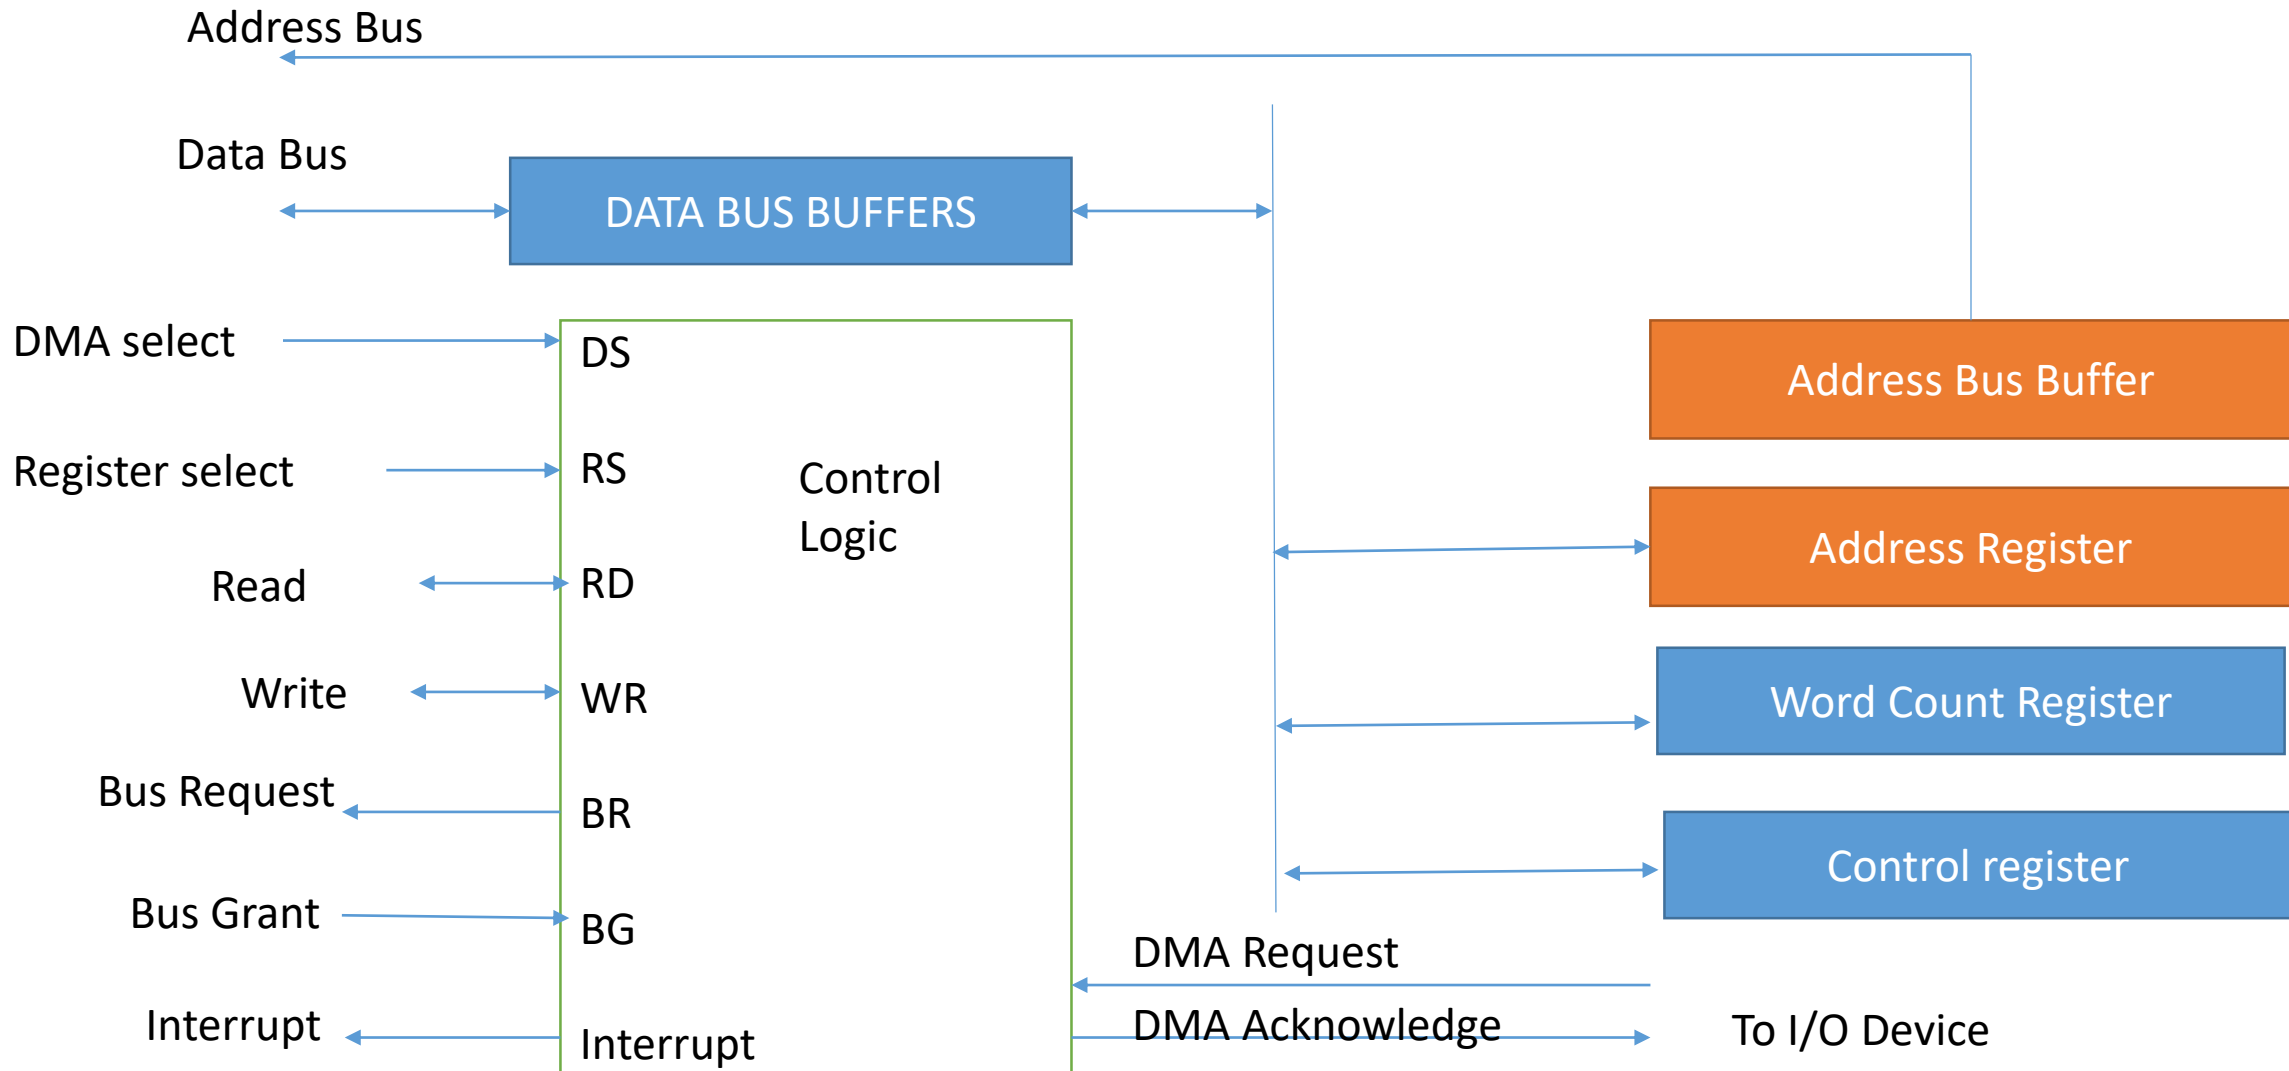 Address Bus
Data Bus
DATA BUS BUFFERS
DMA select
DS
Address Bus Buffer
Register select
RS
Control
Logic
Address Register
Read
RD
Write
WR
Word Count Register
Bus Request
BR
Control register
Bus Grant
BG
DMA Request
Interrupt
Interrupt
DMA Acknowledge
To I/O Device